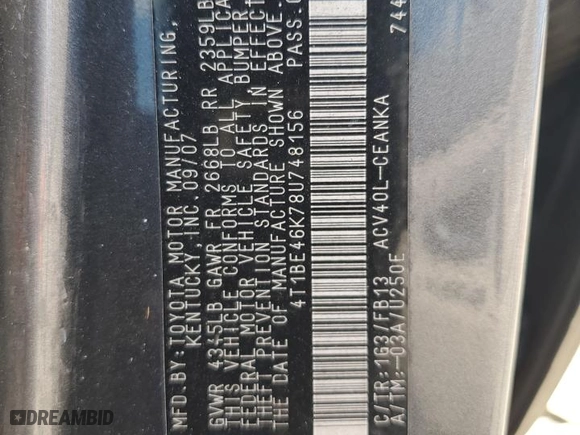 MFD.BY:TOYOTA MOTOR MANUFACTURING,
KENTUCKY,INC. 09/07
GVWR 4345LB GAWR FR 2668LB RR 2359LB
THIS VEHICLE CONFORMS TO ALL APPLICA
FEDERAL MOTOR VEHICLE SAFETY, BUMPER,
THEFT PREVENTION STANDARDS IN EFFECT
THE DATE OF MANUFACTURE SHOWN ABOVE.
4T1BE46K78U748156 PASS.C
C/TR:1G3/FB13 ACV40L-CEANKA
A/TM:-03A/U250E 744
DREAMBID